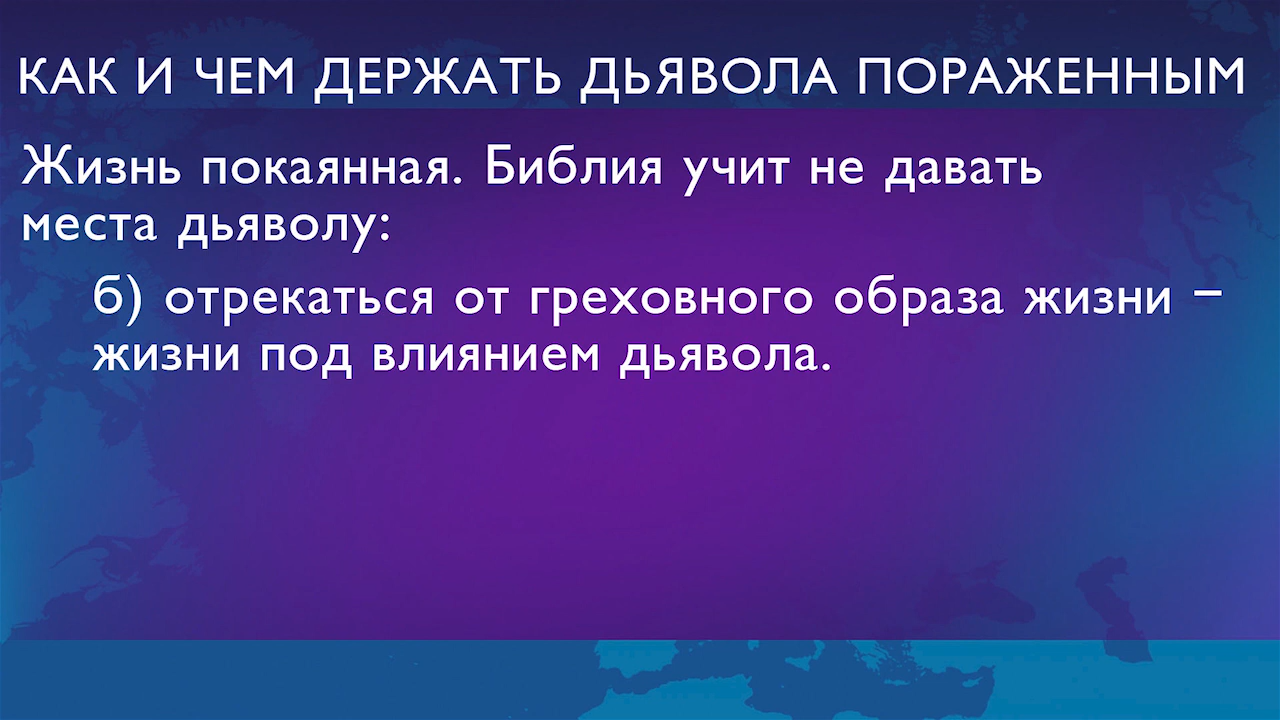 КАК И ЧЕМ ДЕРЖАТЬ ДЬЯВОЛА ПОРАЖЕННЫМ
Жизнь покаянная. Библия учит не давать
места дьяволу:
б) отрекаться от греховного образа жизни –
жизни под влиянием дьявола.